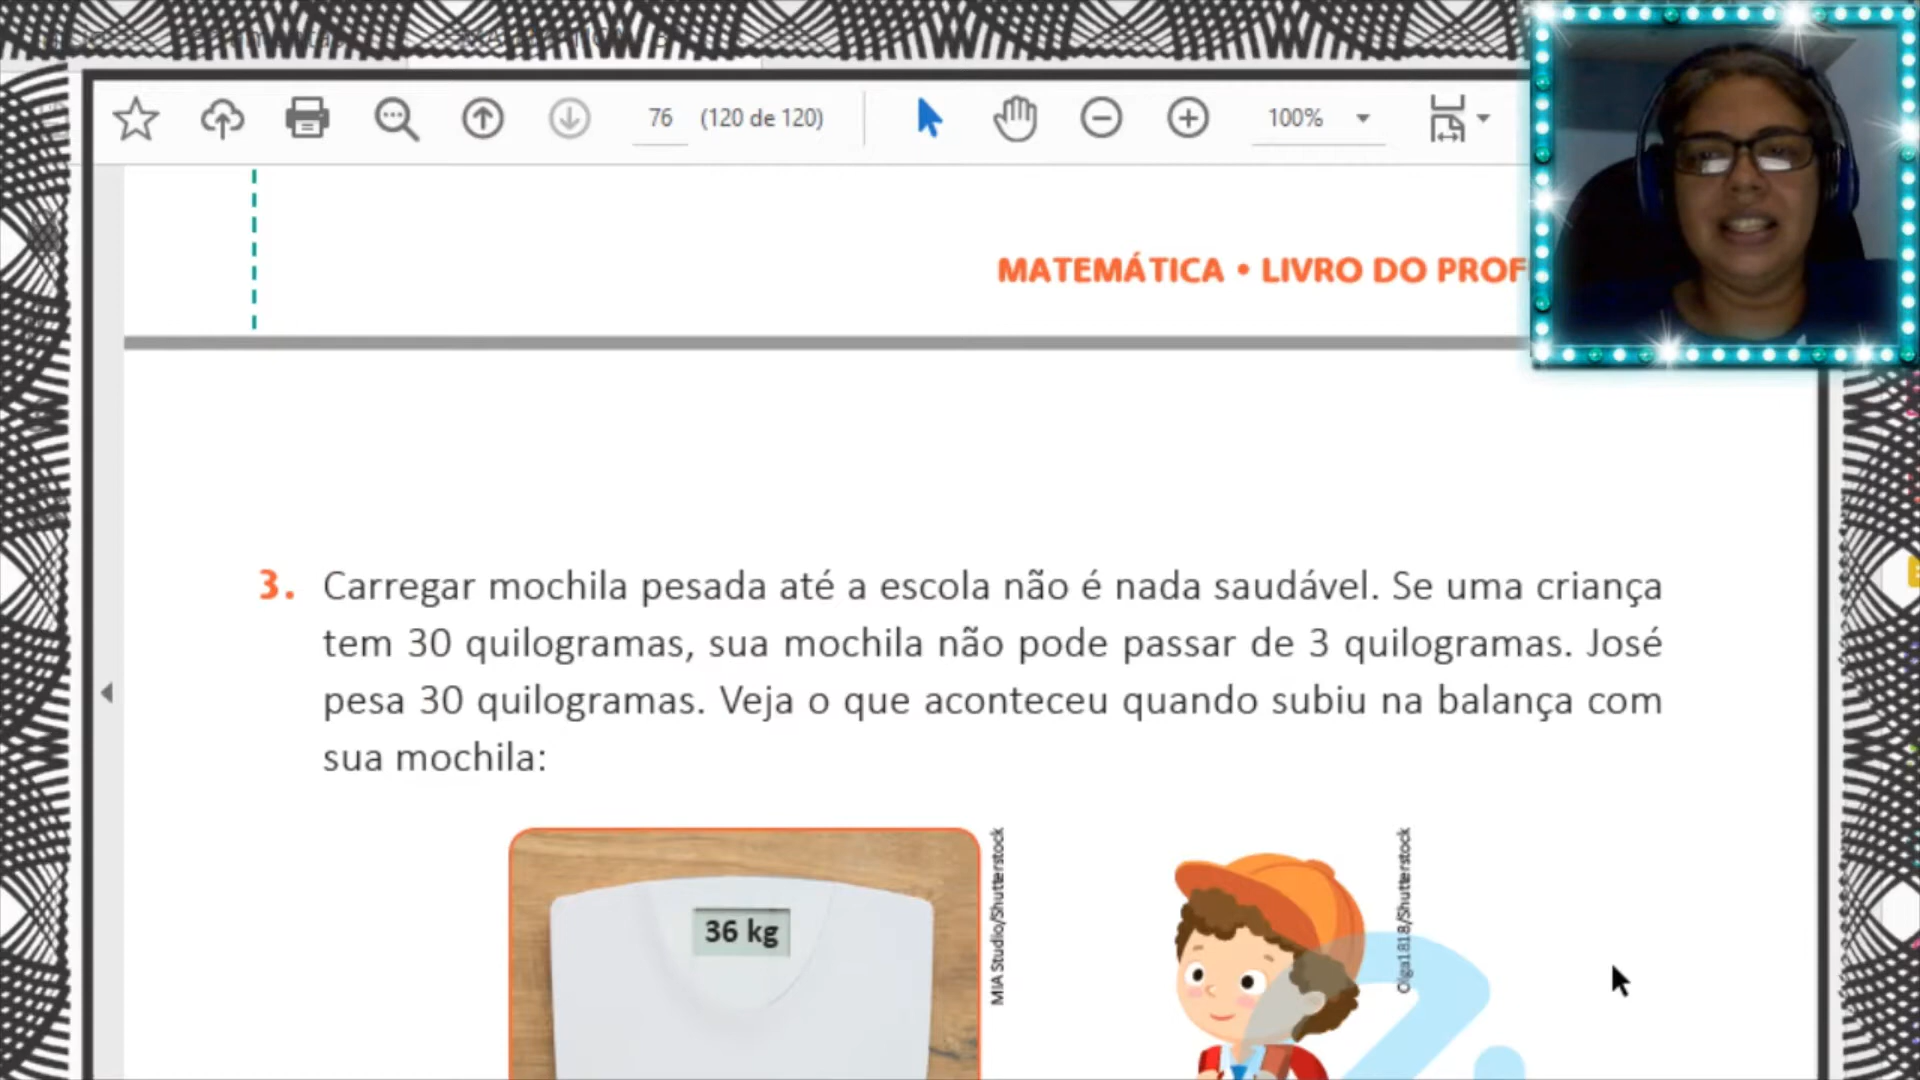 76 (120 de 120) 100%
MATEMÁTICA • LIVRO DO PROF
3. Carregar mochila pesada até a escola não é nada saudável. Se uma criança
tem 30 quilogramas, sua mochila não pode passar de 3 quilogramas. José
pesa 30 quilogramas. Veja o que aconteceu quando subiu na balança com
sua mochila:
36 kg
MIA Studio/Shutterstock
Olga1818/Shutterstock